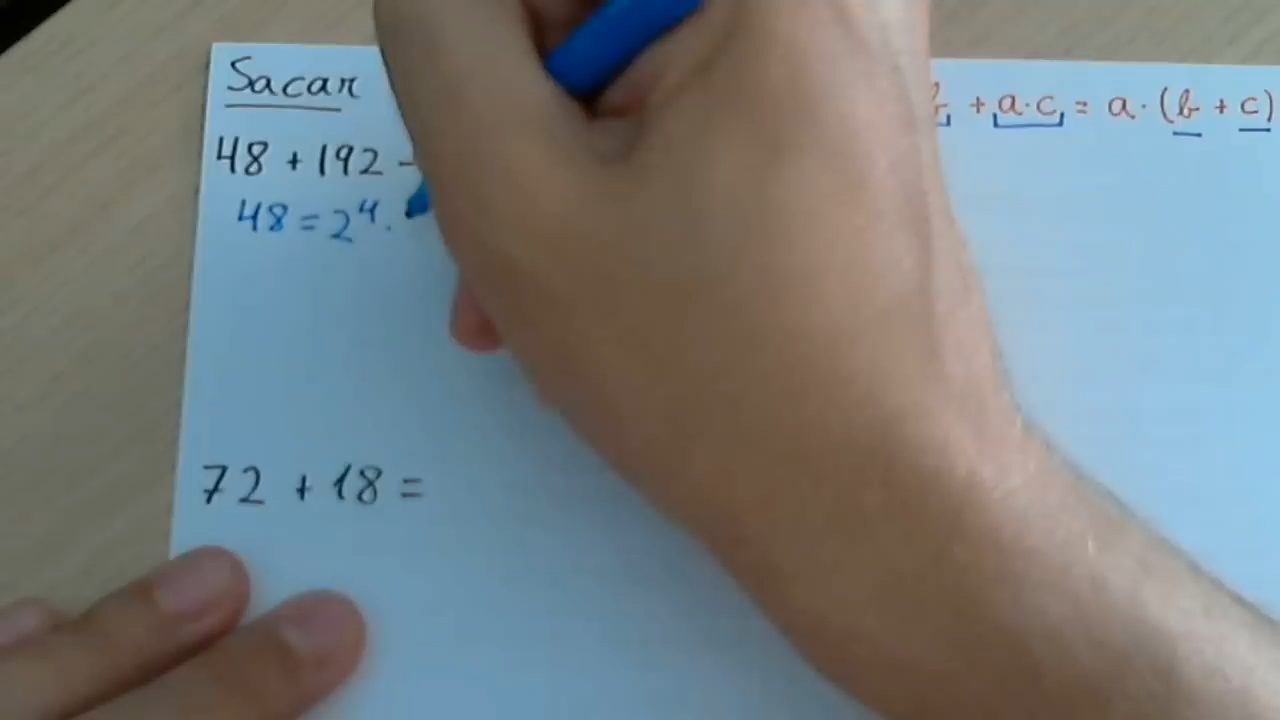 Sacar
+ a·c = a·(b + c)
48 + 192 -
48 = 2⁴·
72 + 18 =